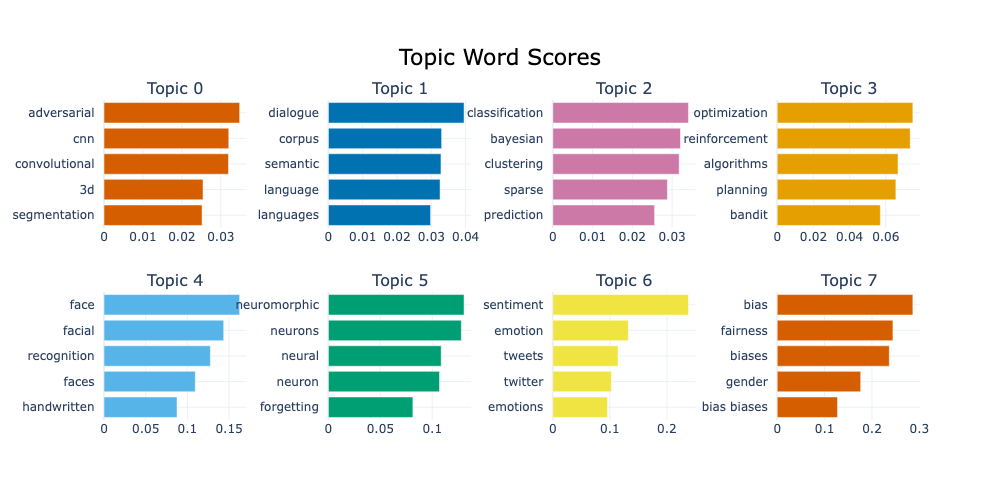 Topic Word Scores
Topic 0
adversarial
cnn
convolutional
3d
segmentation
0 0.01 0.02 0.03
Topic 1
dialogue
corpus
semantic
language
languages
0 0.01 0.02 0.03 0.04
Topic 2
classification
bayesian
clustering
sparse
prediction
0 0.01 0.02 0.03
Topic 3
optimization
reinforcement
algorithms
planning
bandit
0 0.02 0.04 0.06
Topic 4
face
facial
recognition
faces
handwritten
0 0.05 0.1 0.15
Topic 5
neuromorphic
neurons
neural
neuron
forgetting
0 0.05 0.1
Topic 6
sentiment
emotion
tweets
twitter
emotions
0 0.1 0.2
Topic 7
bias
fairness
biases
gender
bias biases
0 0.1 0.2 0.3